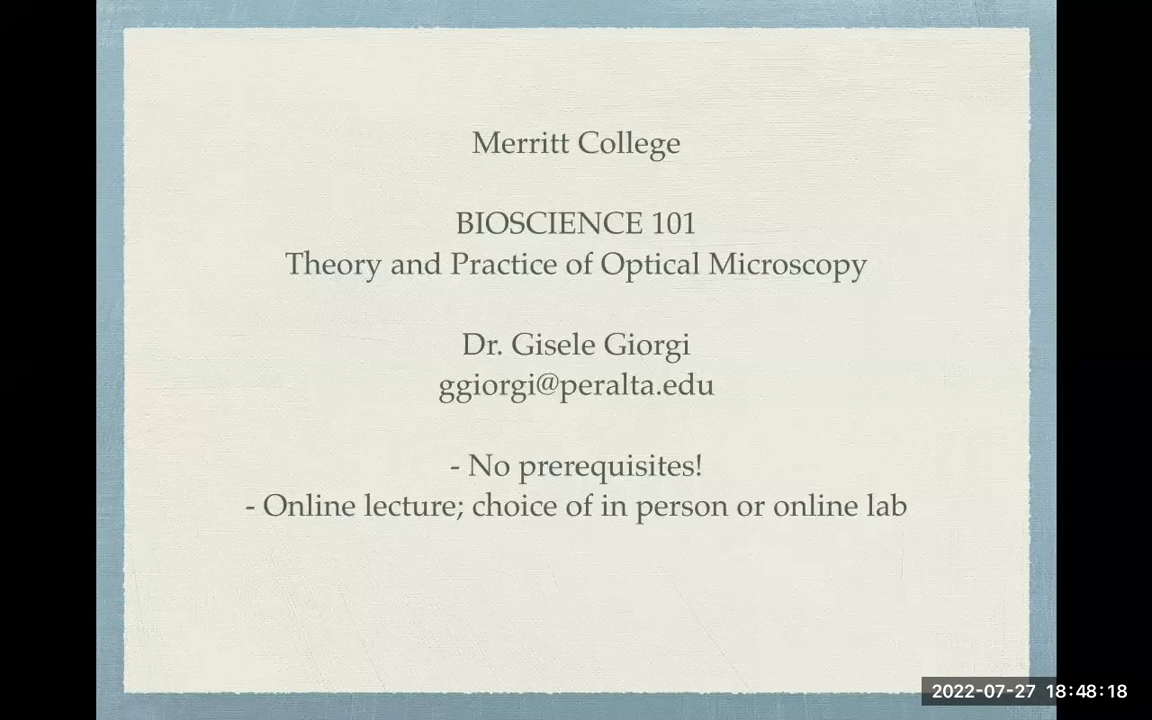 Merritt College
BIOSCIENCE 101
Theory and Practice of Optical Microscopy
Dr. Gisele Giorgi
ggiorgi@peralta.edu
- No prerequisites!
- Online lecture; choice of in person or online lab
2022-07-27 18:48:18